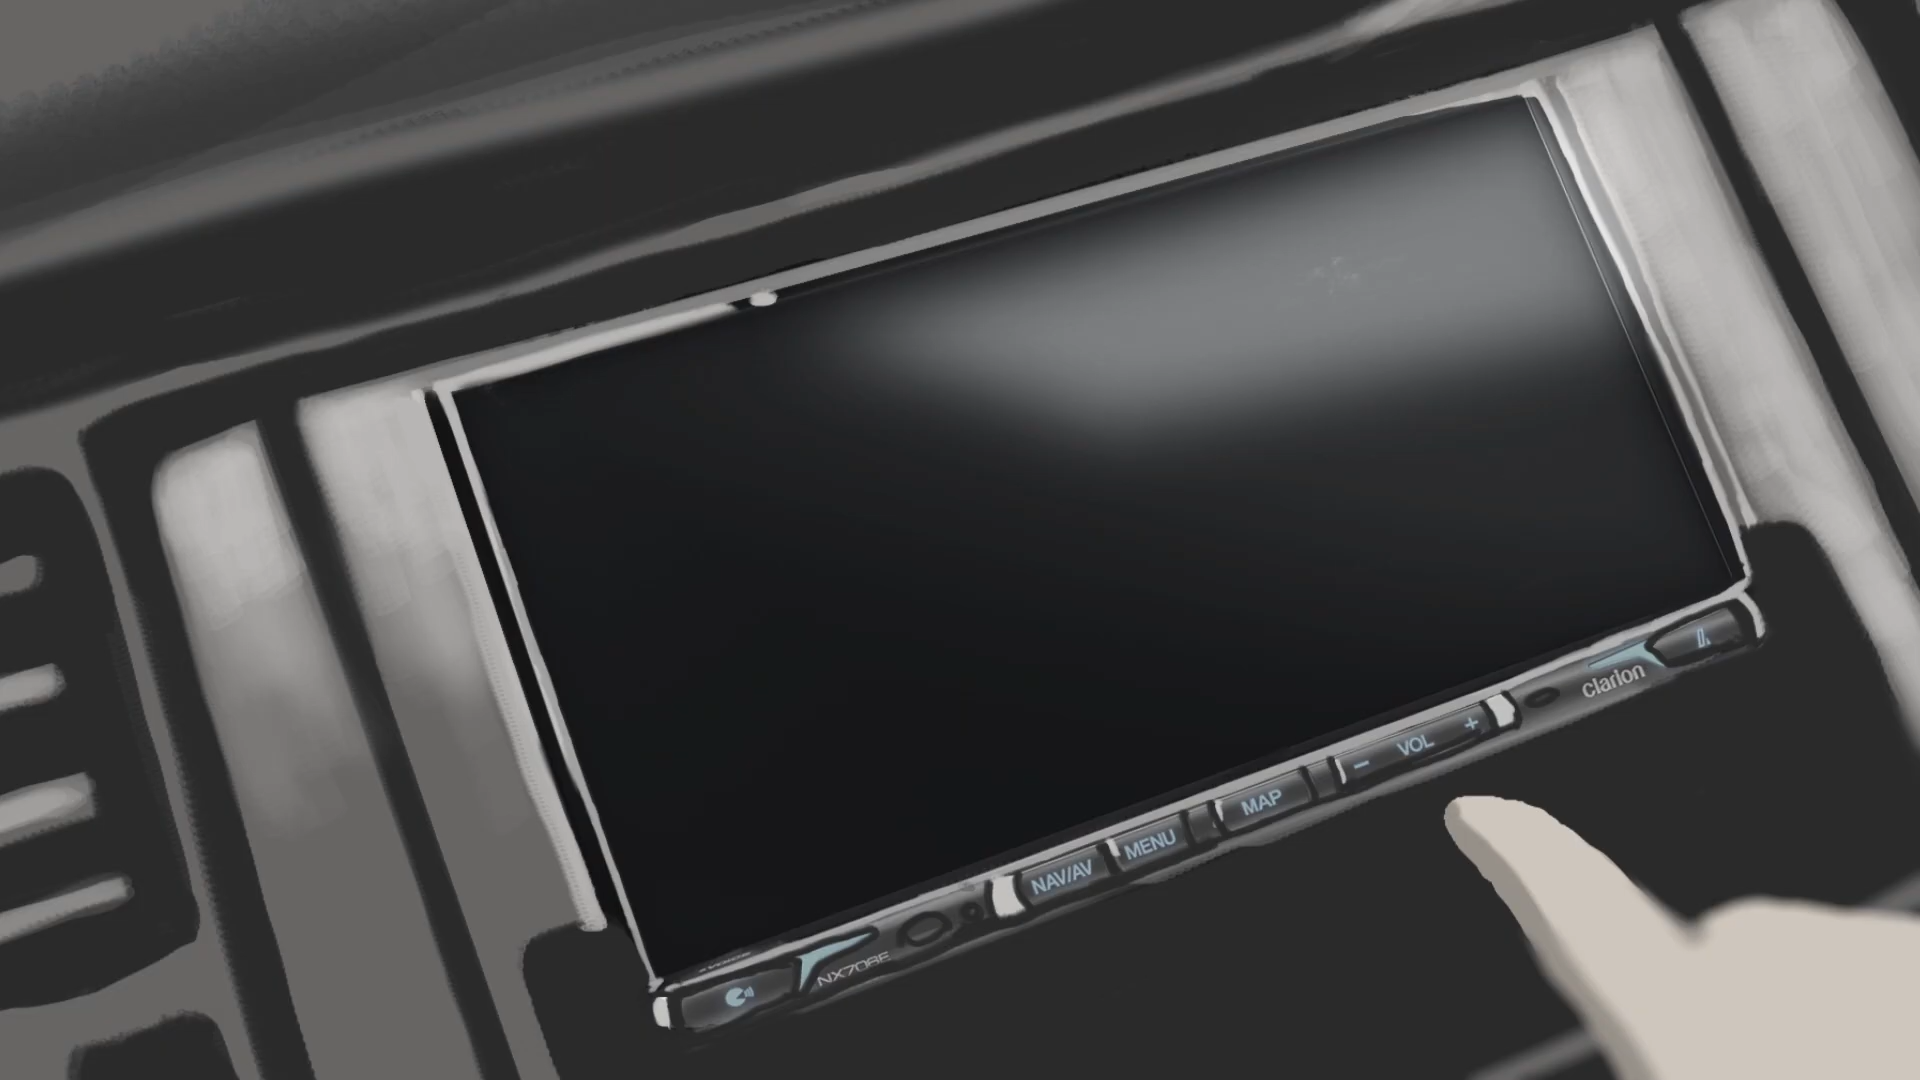 NX706E
NAV/AV
MENU
MAP
− VOL +
clarion